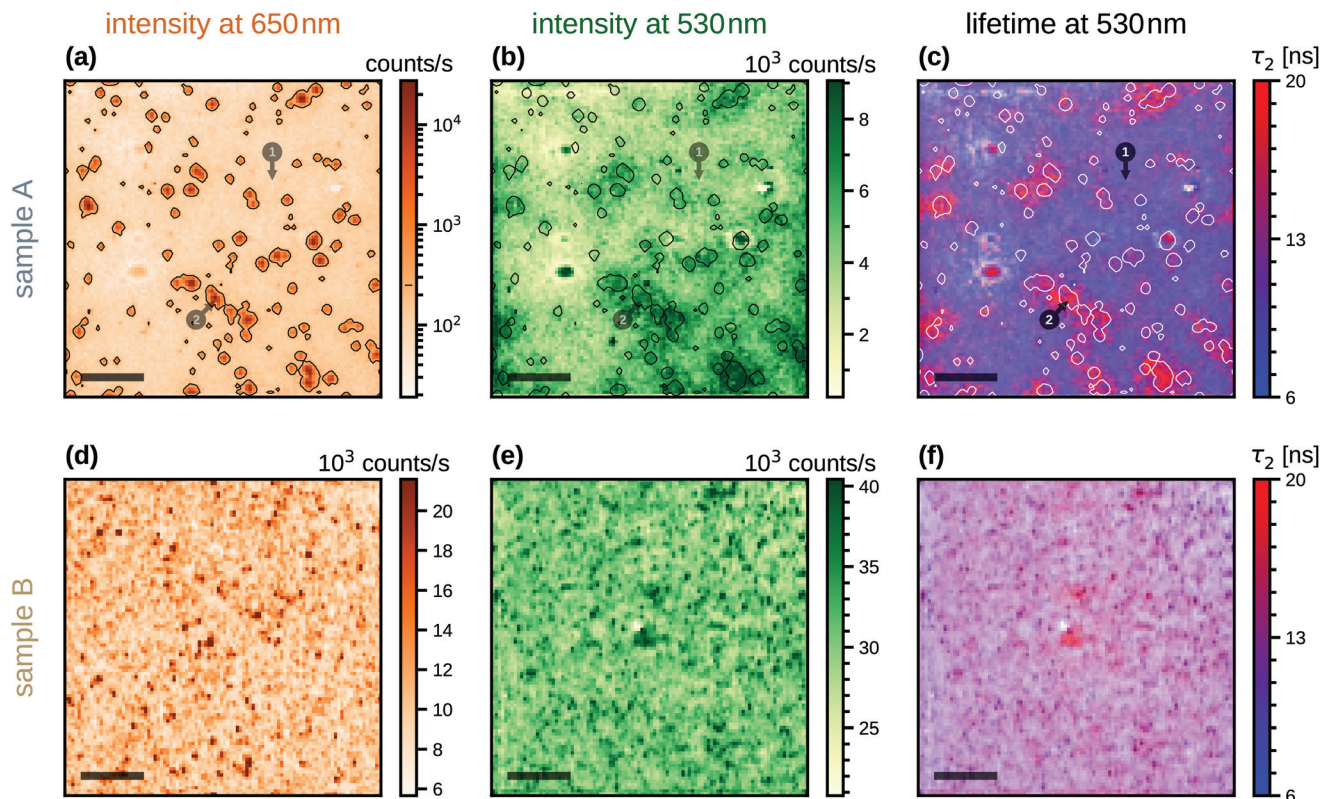 intensity at 650 nm
intensity at 530 nm
lifetime at 530 nm
(a)
counts/s
(b)
10³ counts/s
(c)
τ₂ [ns]
sample A
1
2
10⁴
10³
10²
1
2
8
6
4
2
1
2
20
13
6
(d)
10³ counts/s
(e)
10³ counts/s
(f)
τ₂ [ns]
sample B
20
18
16
14
12
10
8
6
40
35
30
25
20
13
6